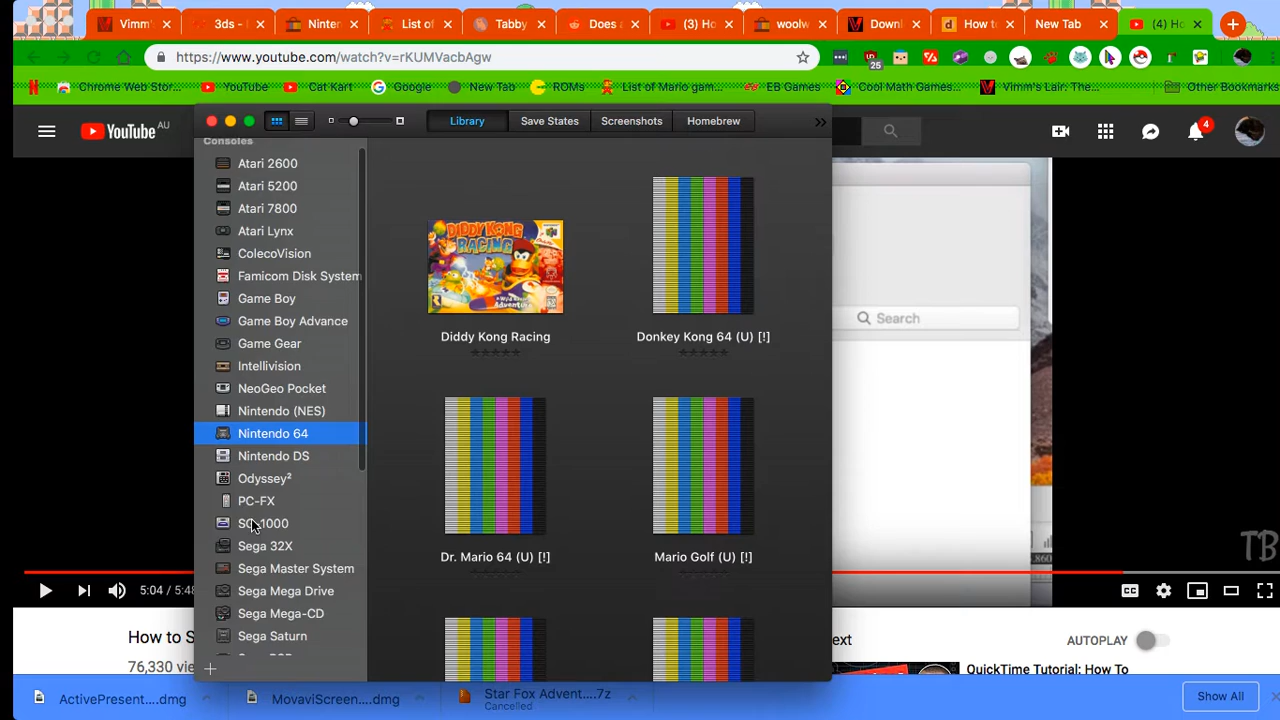 Vimm's
3ds -
Ninten
List of
Tabby
Does a
(3) Ho
woolw
Downl
How to
New Tab
(4) Ho
https://www.youtube.com/watch?v=rKUMVacbAgw
25
Chrome Web Stor...
YouTube
Cat Kart
Google
New Tab
ROMs
List of Mario gam...
EB Games
Cool Math Games...
Vimm's Lair: The...
Other Bookmarks
YouTube AU
4
Library
Save States
Screenshots
Homebrew
Consoles
Atari 2600
Atari 5200
Atari 7800
Atari Lynx
ColecoVision
Famicom Disk System
Game Boy
Game Boy Advance
Game Gear
Intellivision
NeoGeo Pocket
Nintendo (NES)
Nintendo 64
Nintendo DS
Odyssey²
PC-FX
SG-1000
Sega 32X
Sega Master System
Sega Mega Drive
Sega Mega-CD
Sega Saturn
DIDDY KONG RACING
Diddy Kong Racing
Donkey Kong 64 (U) [!]
Dr. Mario 64 (U) [!]
Mario Golf (U) [!]
Search
TB
5:04 / 5:48
CC
How to S
76,330 vie
ext
AUTOPLAY
QuickTime Tutorial: How To
ActivePresent....dmg
MovaviScreen....dmg
Star Fox Advent....7z
Cancelled
Show All